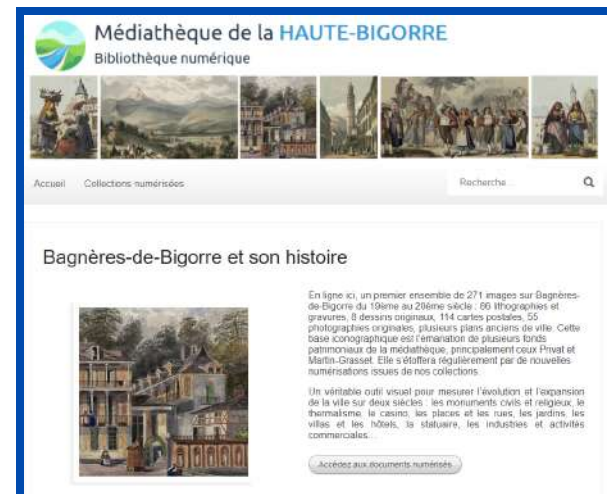 Médiathèque de la HAUTE-BIGORRE
Bibliothèque numérique
Accueil Collections numérisées Recherche...
Bagnères-de-Bigorre et son histoire
En ligne ici, un premier ensemble de 271 images sur Bagnères-
de-Bigorre du 19ème au 20ème siècle : 66 lithographies et
gravures, 8 dessins originaux, 114 cartes postales, 55
photographies originales, plusieurs plans anciens de ville. Cette
base iconographique est l'émanation de plusieurs fonds
patrimoniaux de la médiathèque, principalement ceux Privat et
Martin-Grasset. Elle s'étoffera régulièrement par de nouvelles
numérisations issues de nos collections.
Un véritable outil visuel pour mesurer l'évolution et l'expansion
de la ville sur deux siècles : les monuments civils et religieux, le
thermalisme, le casino, les places et les rues, les jardins, les
villas et les hôtels, la statuaire, les industries et activités
commerciales...
Accédez aux documents numérisés